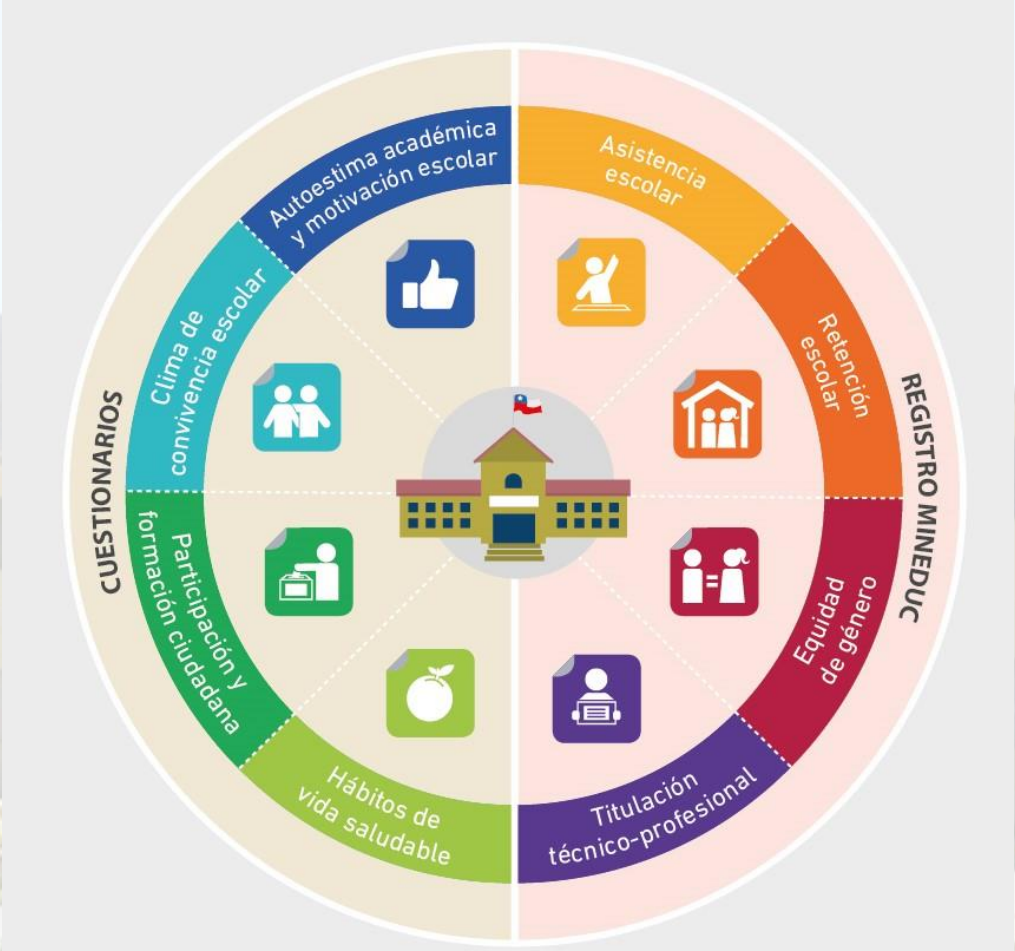 Autoestima académica
y motivación escolar
Asistencia
escolar
Clima de
convivencia escolar
Retención
escolar
CUESTIONARIOS
REGISTRO MINEDUC
Participación y
formación ciudadana
Equidad
de género
Hábitos de
vida saludable
Titulación
técnico-profesional